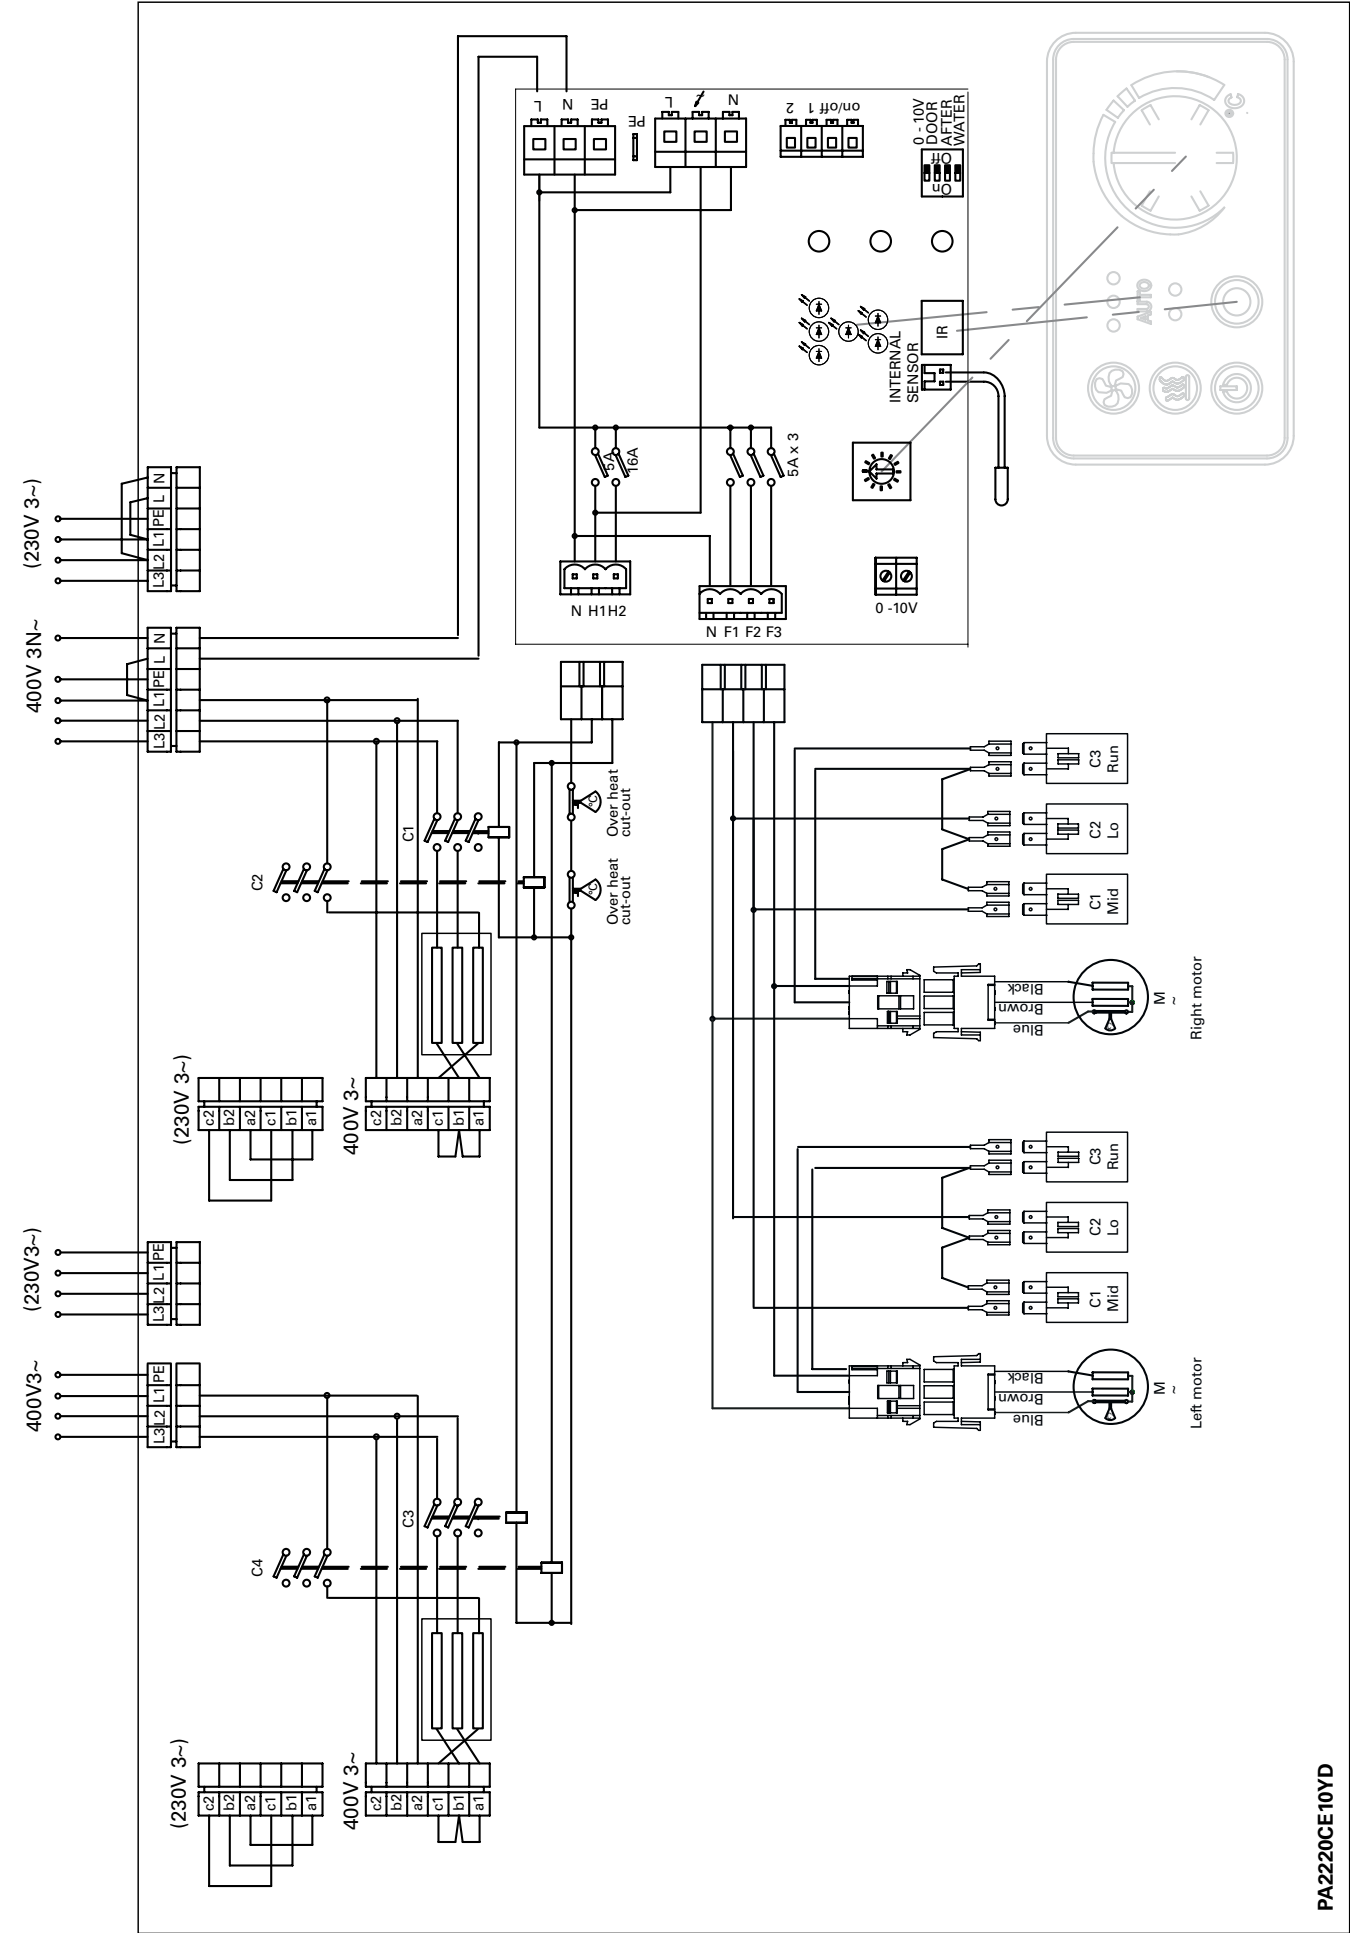 L
N
PE
PE
L
N
2
on/off 1
0 - 10V
DOOR
AFTER
WATER
Off
On
°C
AUTO
IR
INTERNAL
SENSOR
5A
16A
5A x 3
0 -10V
N H1 H2
N F1 F2 F3
(230V 3~)
N
L
PE
L1
L2
L3
400V 3N~
N
L
PE
L1
L2
L3
C1
C2
°C
Over heat
cut-out
°C
Over heat
cut-out
C3
Run
C2
Lo
C1
Mid
Black
Brown
Blue
M
~
Right motor
(230V 3~)
c2
b2
a2
c1
b1
a1
400V 3~
c2
b2
a2
c1
b1
a1
(230V3~)
PE
L1
L2
L3
400V3~
PE
L1
L2
L3
C3
C4
C3
Run
C2
Lo
C1
Mid
Black
Brown
Blue
M
~
Left motor
(230V 3~)
c2
b2
a2
c1
b1
a1
400V 3~
c2
b2
a2
c1
b1
a1
PA2220CE10YD